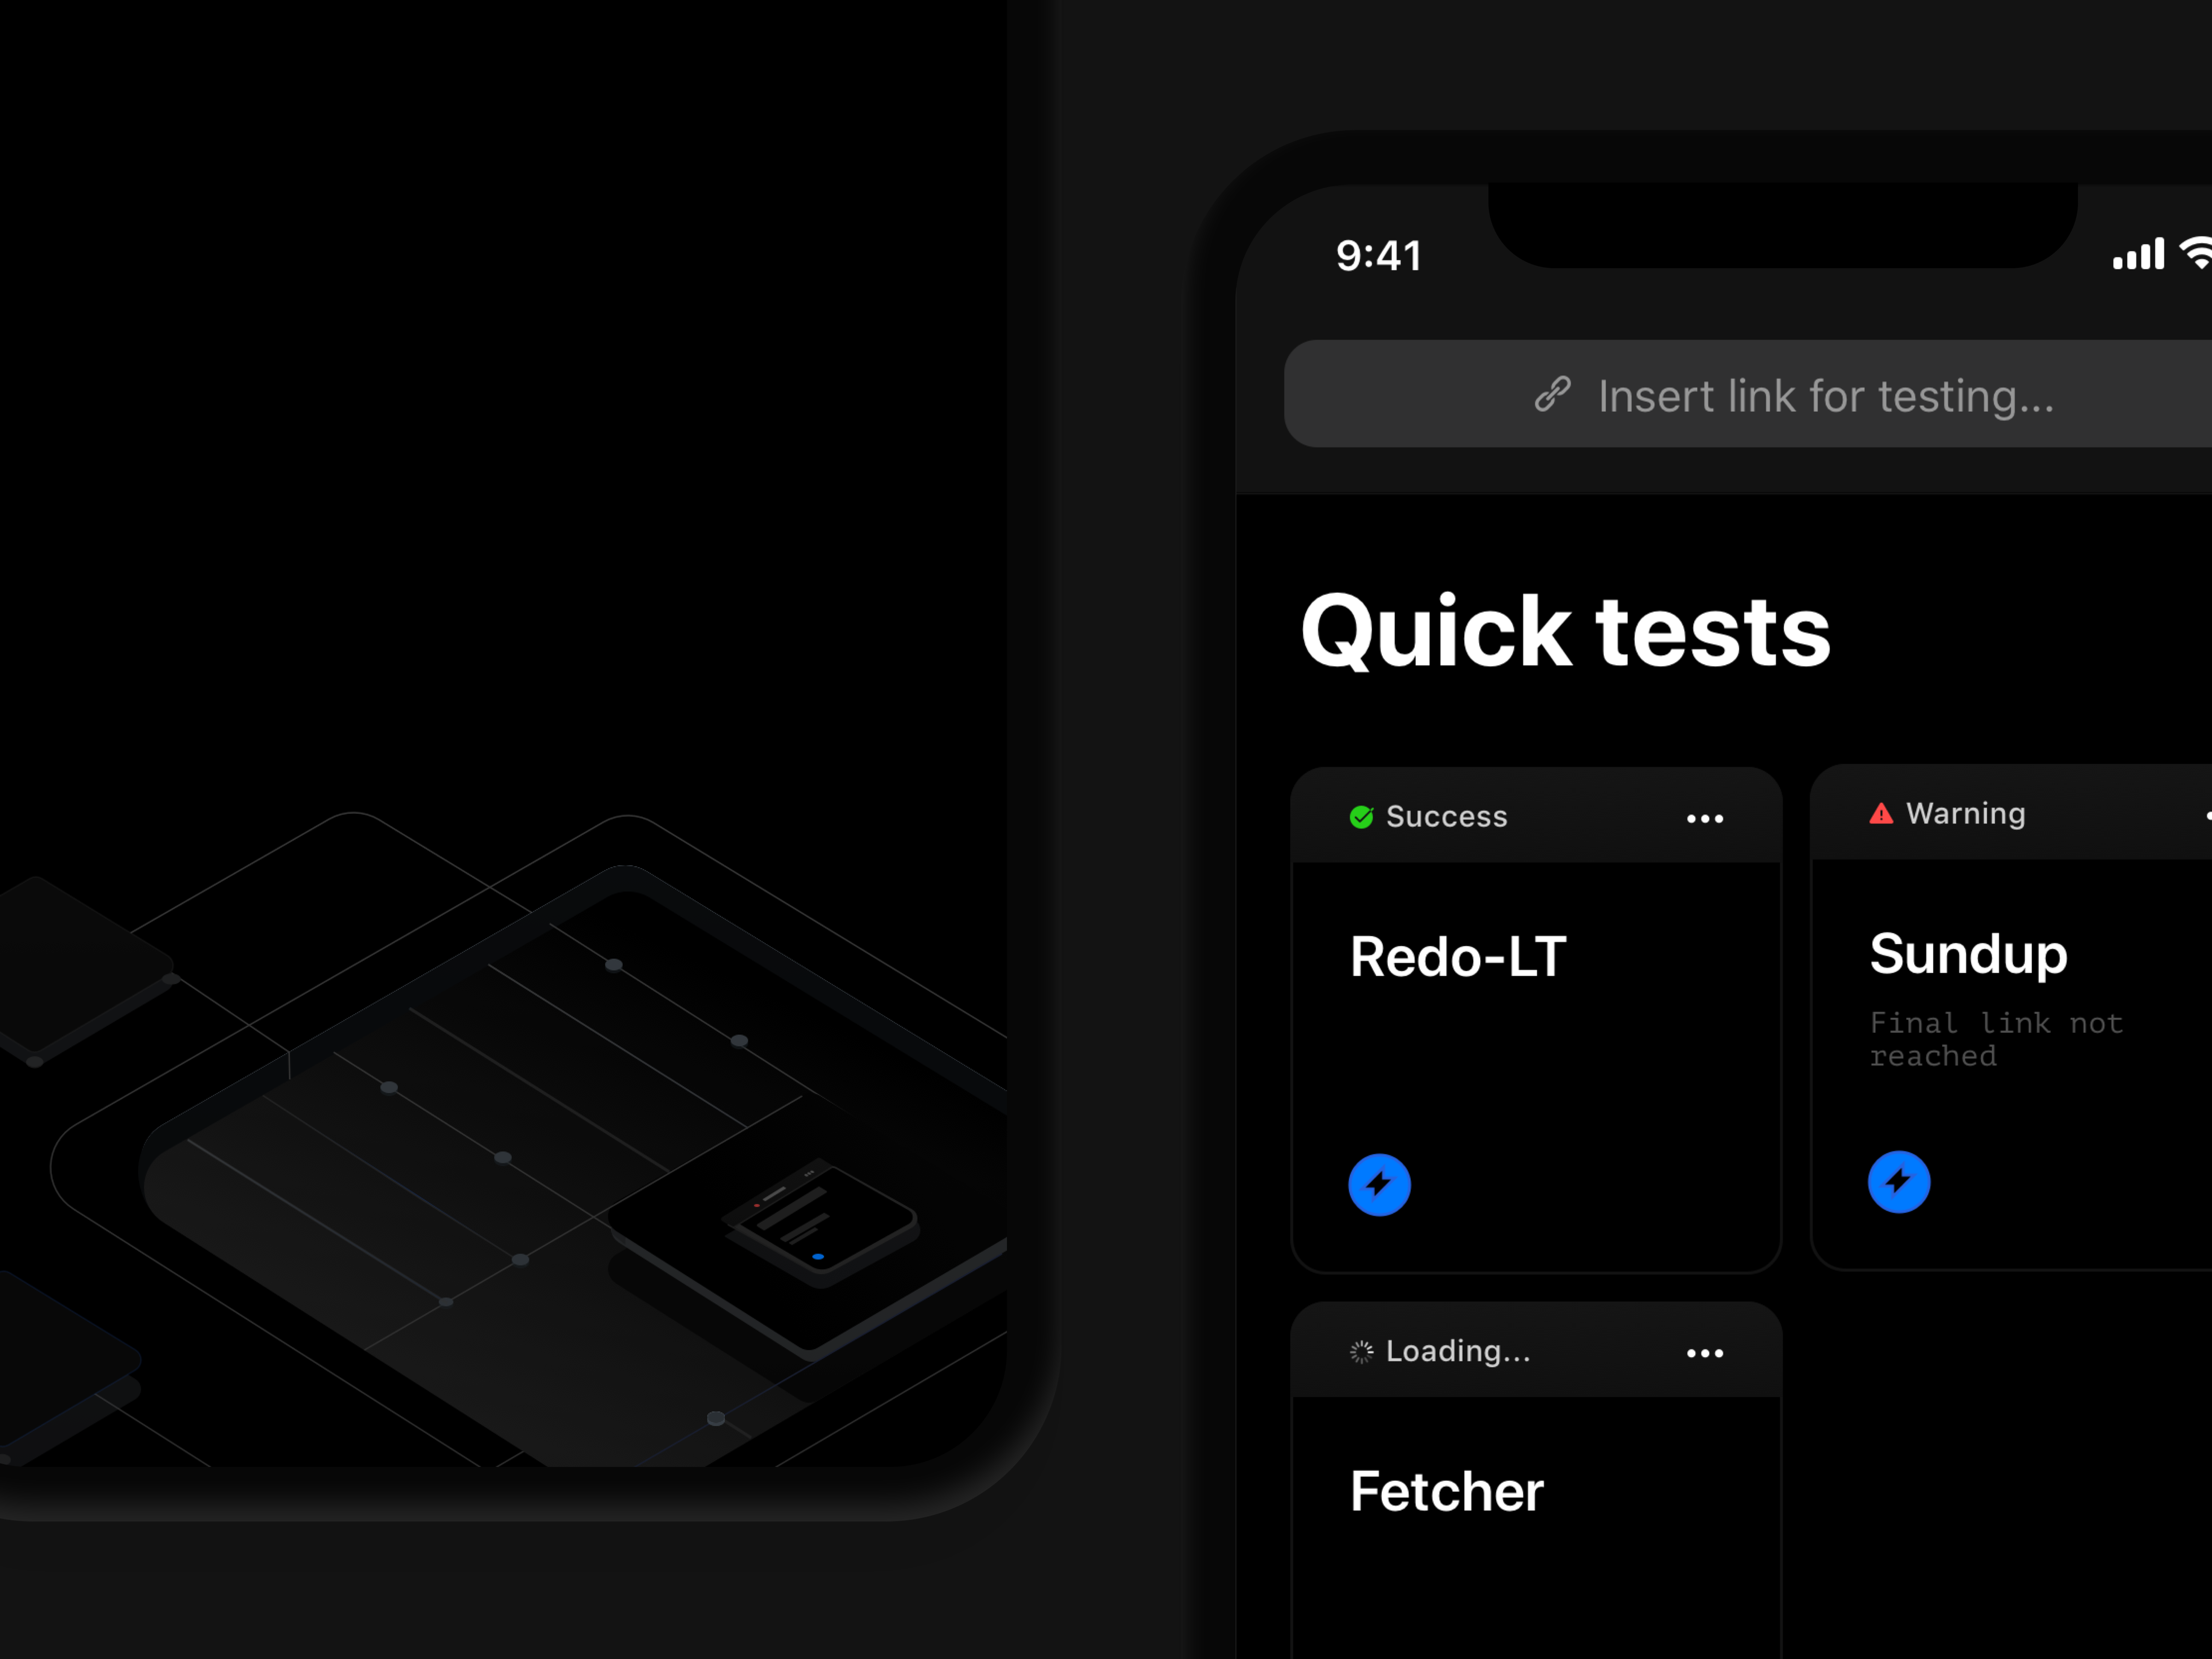 9:41
Insert link for testing...
Quick tests
Success
Warning
Redo-LT
Sundup
Final link not
reached
Loading...
Fetcher